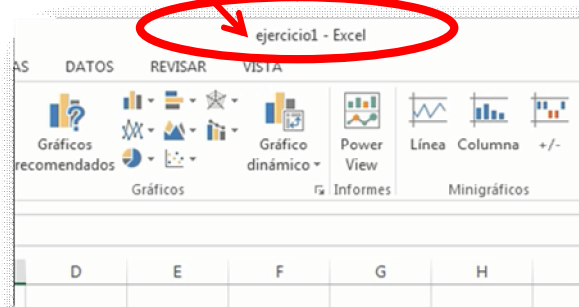 ejercicio1 - Excel
AS DATOS REVISAR VISTA
Gráficos recomendados
Gráfico dinámico
Power View
Línea Columna +/-
Gráficos Informes Minigráficos
D E F G H